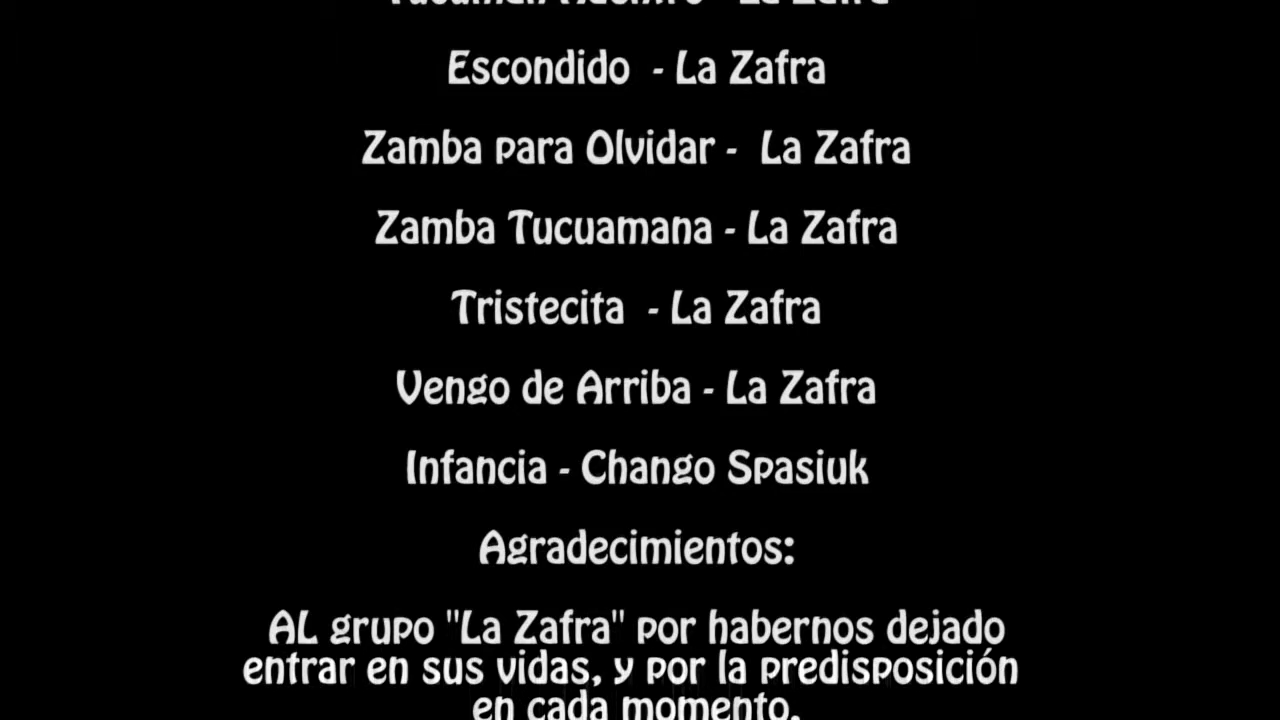 Escondido - La Zafra
Zamba para Olvidar - La Zafra
Zamba Tucuamana - La Zafra
Tristecita - La Zafra
Vengo de Arriba - La Zafra
Infancia - Chango Spasiuk
Agradecimientos:
AL grupo "La Zafra" por habernos dejado
entrar en sus vidas, y por la predisposición
en cada momento.